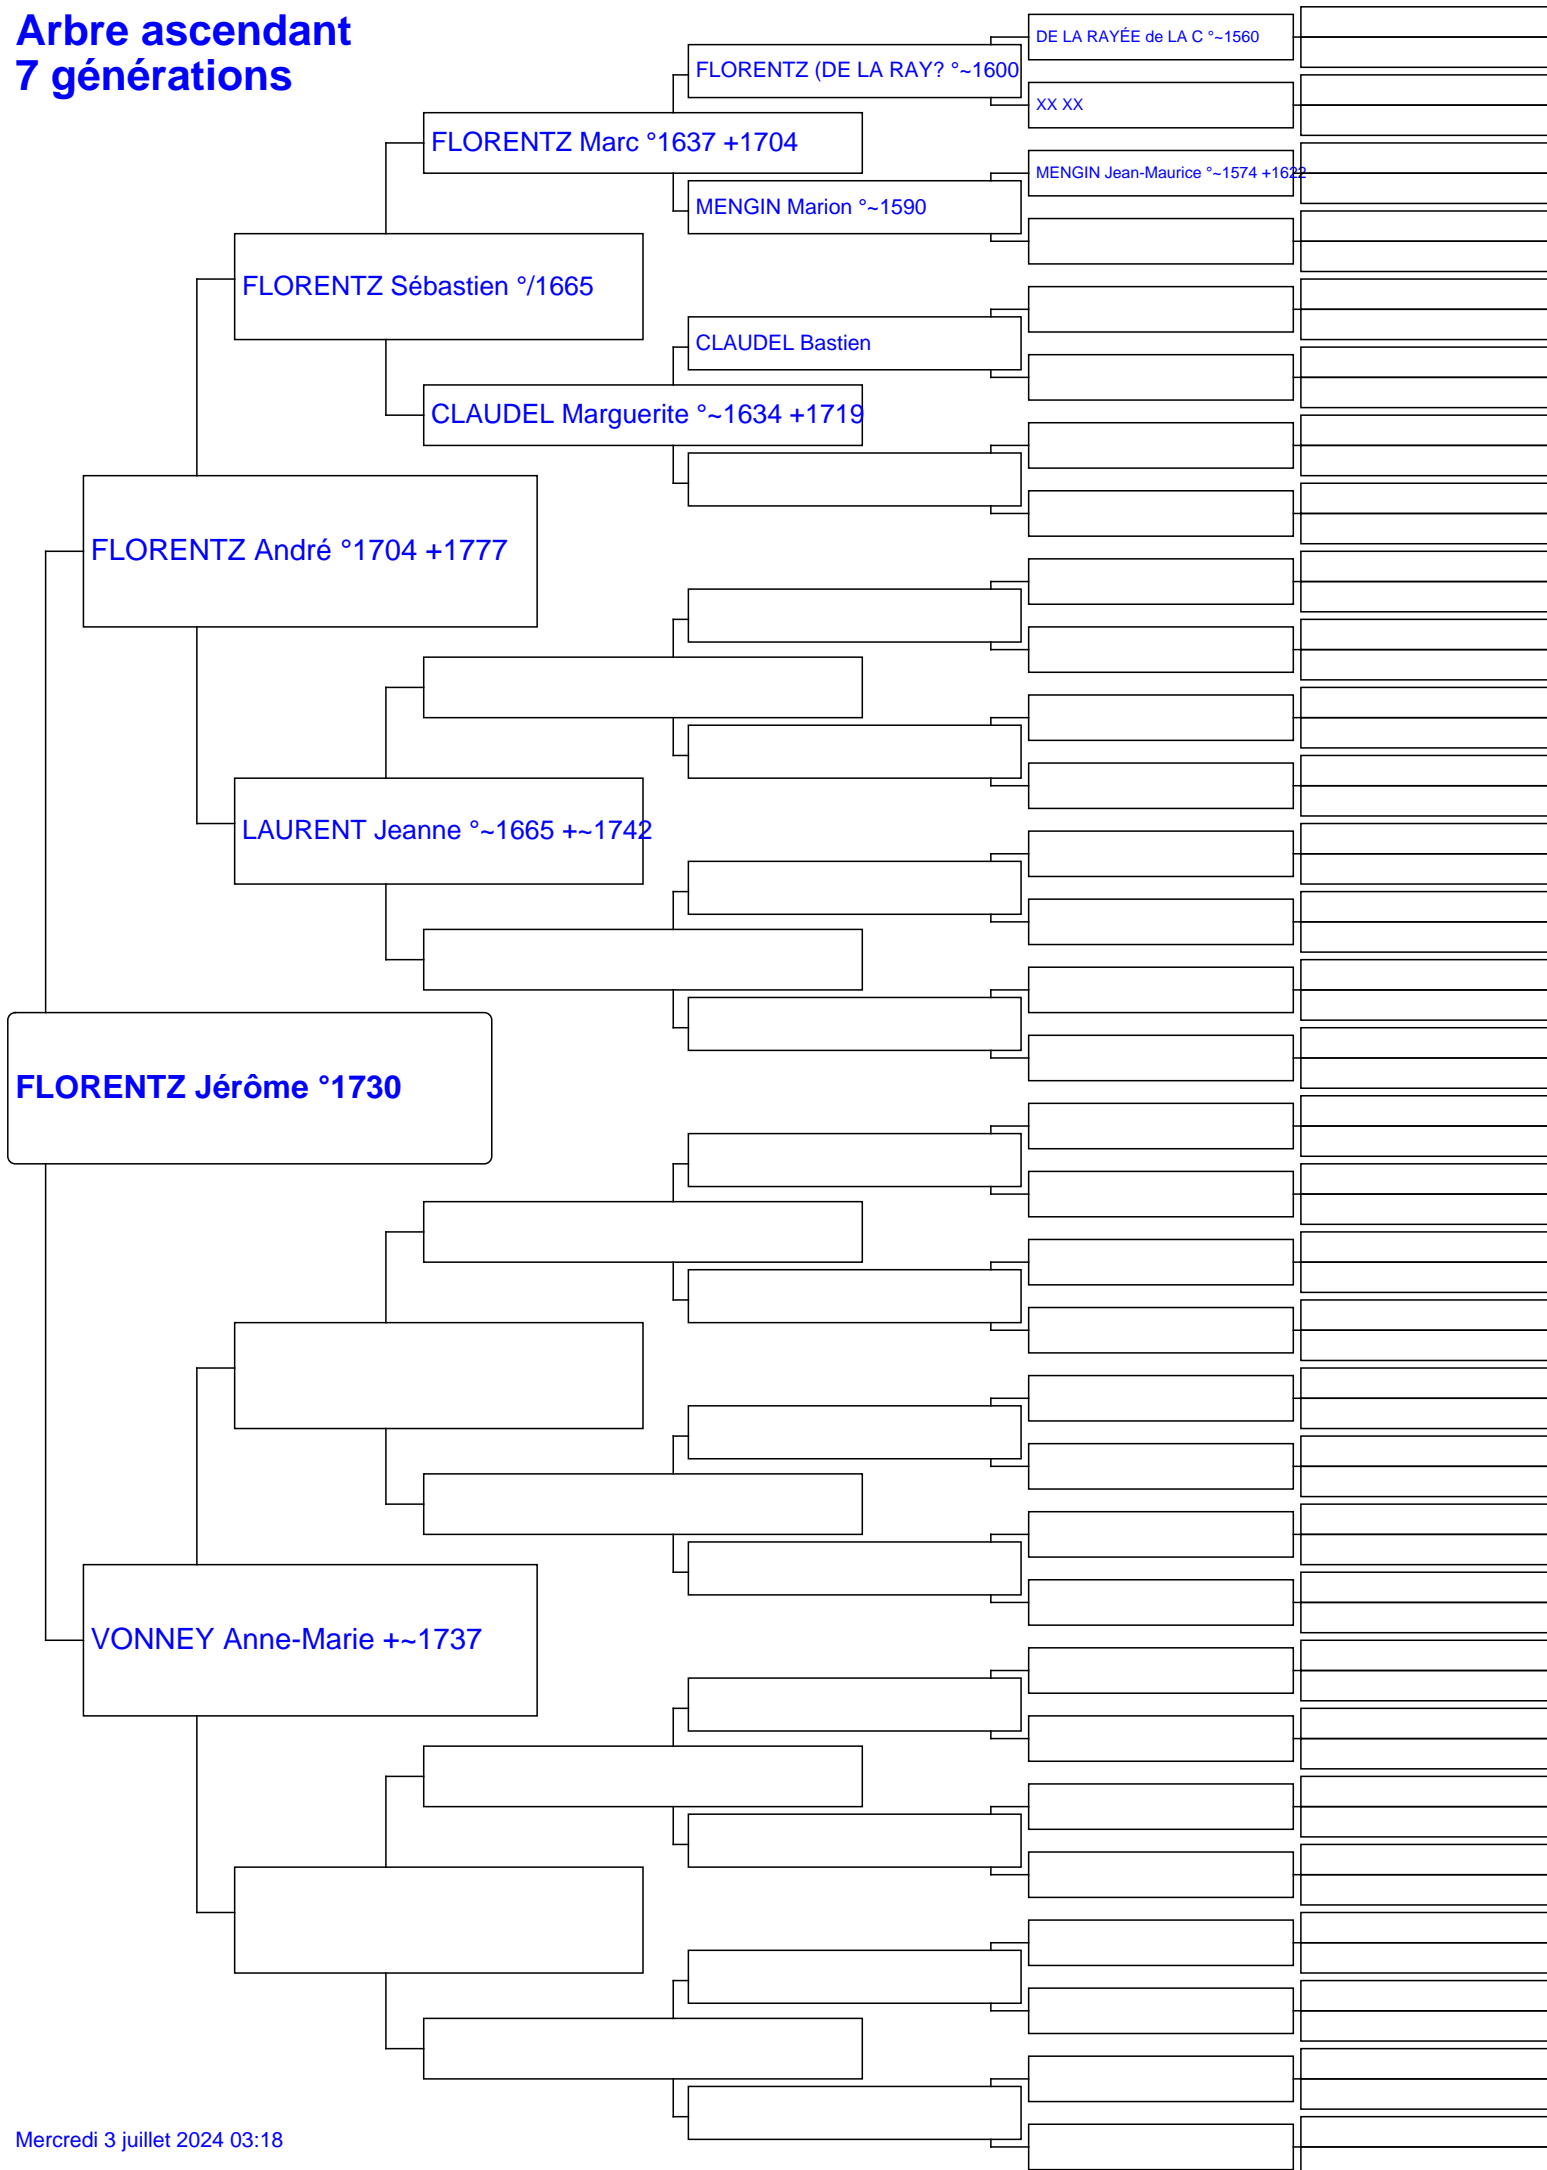 Arbre ascendant
7 générations
DE LA RAYÉE de LA C °~1560
FLORENTZ (DE LA RAY? °~1600
XX XX
FLORENTZ Marc °1637 +1704
MENGIN Jean-Maurice °~1574 +1622
MENGIN Marion °~1590
FLORENTZ Sébastien °/1665
CLAUDEL Bastien
CLAUDEL Marguerite °~1634 +1719
FLORENTZ André °1704 +1777
LAURENT Jeanne °~1665 +~1742
FLORENTZ Jérôme °1730
VONNEY Anne-Marie +~1737
Mercredi 3 juillet 2024 03:18